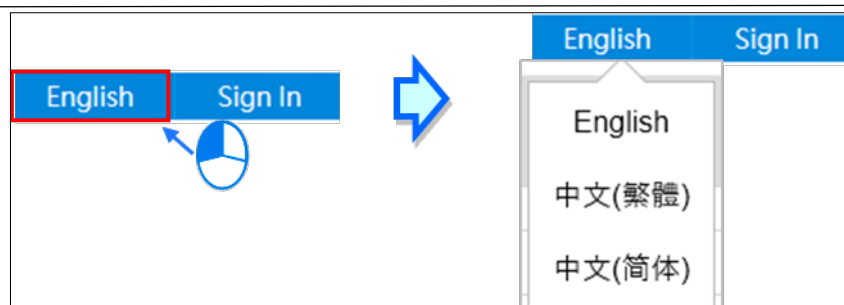 English Sign In
English Sign In
English
中文(繁體)
中文(简体)